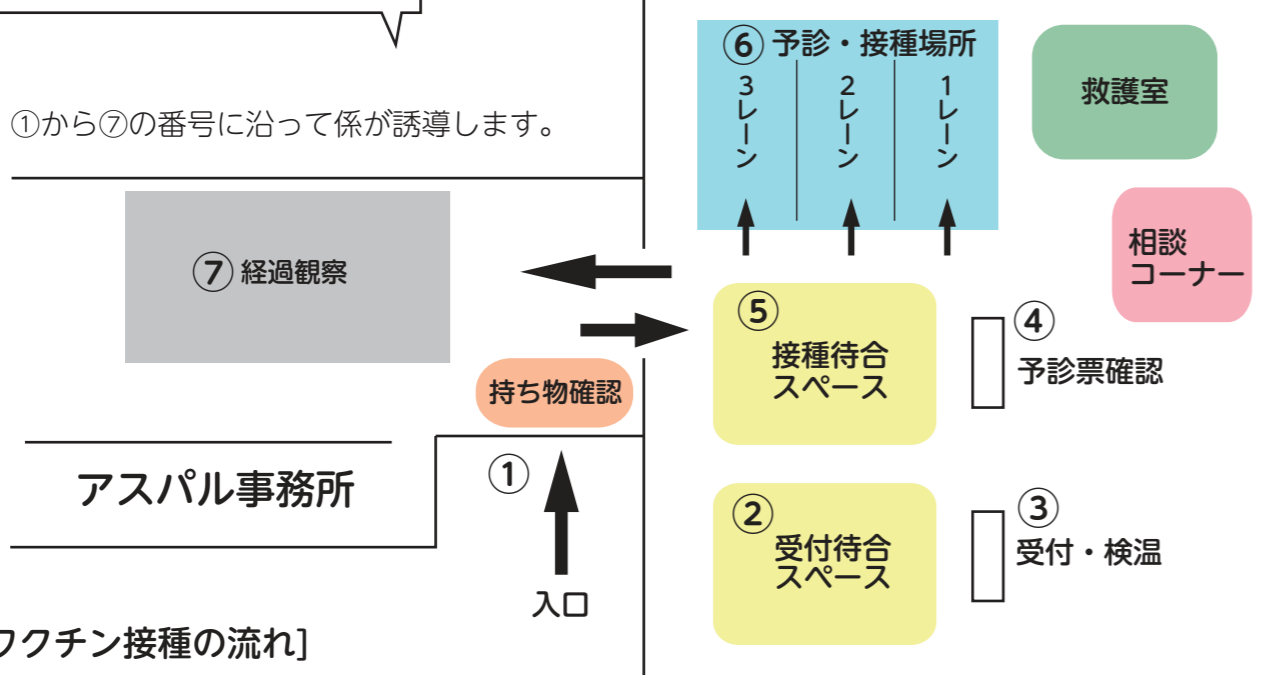 ①から⑦の番号に沿って係が誘導します。
⑥ 予診・接種場所
3レーン
2レーン
1レーン
救護室
相談
コーナー
⑦ 経過観察
⑤
接種待合
スペース
④
予診票確認
持ち物確認
アスパル事務所
①
入口
②
受付待合
スペース
③
受付・検温
ワクチン接種の流れ]